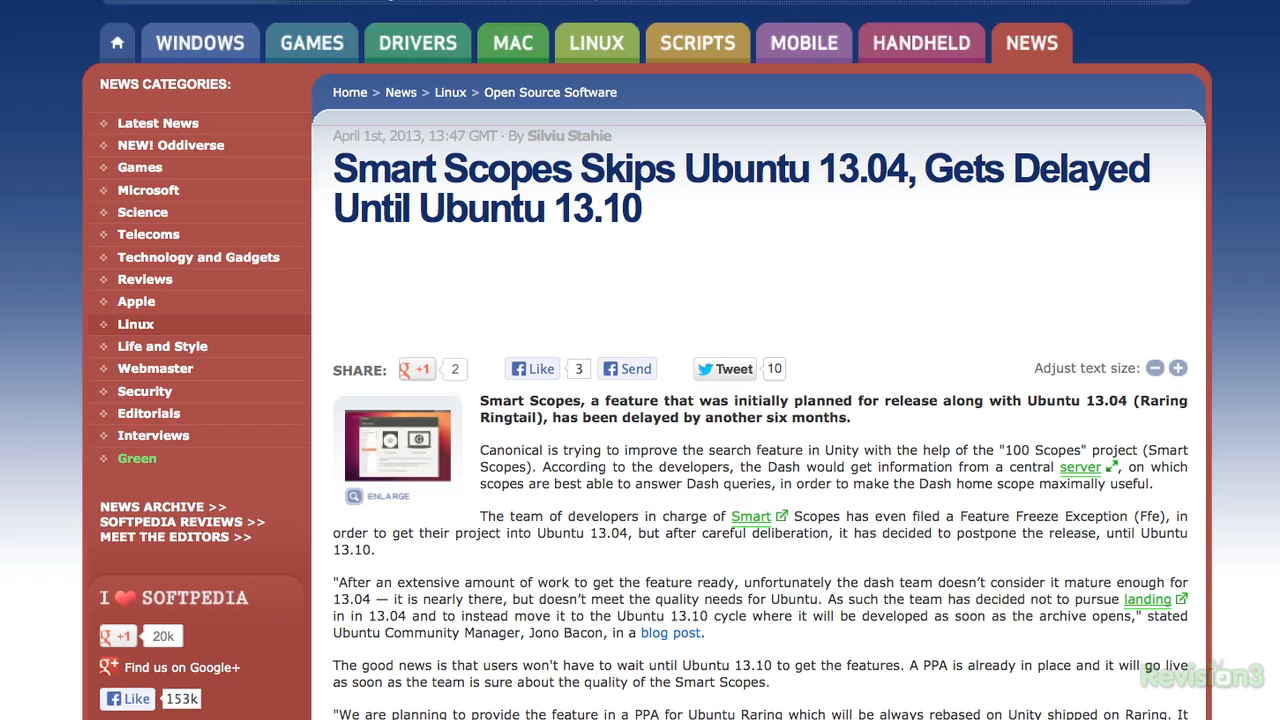 WINDOWS GAMES DRIVERS MAC LINUX SCRIPTS MOBILE HANDHELD NEWS
NEWS CATEGORIES:
Latest News
NEW! Oddiverse
Games
Microsoft
Science
Telecoms
Technology and Gadgets
Reviews
Apple
Linux
Life and Style
Webmaster
Security
Editorials
Interviews
Green
NEWS ARCHIVE >>
SOFTPEDIA REVIEWS >>
MEET THE EDITORS >>
I ❤ SOFTPEDIA
g +1 20k
Find us on Google+
Like 153k
Home > News > Linux > Open Source Software
April 1st, 2013, 13:47 GMT · By Silviu Stahie
Smart Scopes Skips Ubuntu 13.04, Gets Delayed
Until Ubuntu 13.10
SHARE: g +1 2 Like 3 Send Tweet 10 Adjust text size:
ENLARGE
Smart Scopes, a feature that was initially planned for release along with Ubuntu 13.04 (Raring
Ringtail), has been delayed by another six months.
Canonical is trying to improve the search feature in Unity with the help of the "100 Scopes" project (Smart
Scopes). According to the developers, the Dash would get information from a central server, on which
scopes are best able to answer Dash queries, in order to make the Dash home scope maximally useful.
The team of developers in charge of Smart Scopes has even filed a Feature Freeze Exception (Ffe), in
order to get their project into Ubuntu 13.04, but after careful deliberation, it has decided to postpone the release, until Ubuntu
13.10.
"After an extensive amount of work to get the feature ready, unfortunately the dash team doesn't consider it mature enough for
13.04 — it is nearly there, but doesn't meet the quality needs for Ubuntu. As such the team has decided not to pursue landing
in in 13.04 and to instead move it to the Ubuntu 13.10 cycle where it will be developed as soon as the archive opens," stated
Ubuntu Community Manager, Jono Bacon, in a blog post.
The good news is that users won't have to wait until Ubuntu 13.10 to get the features. A PPA is already in place and it will go live
as soon as the team is sure about the quality of the Smart Scopes.
"We are planning to provide the feature in a PPA for Ubuntu Raring which will be always rebased on Unity shipped on Raring. It
Revision3